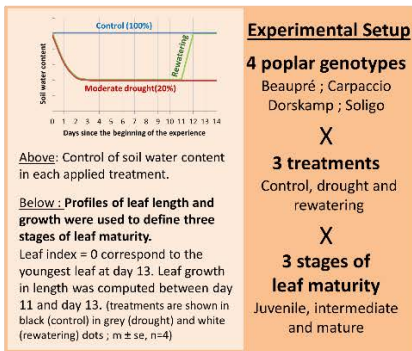 Control (100%)
Soil water content
Rewatering
Moderate drought(20%)
0 1 2 3 4 5 6 7 8 9 10 11 12 13 14
Days since the beginning of the experience
Above: Control of soil water content
in each applied treatment.
Below : Profiles of leaf length and
growth were used to define three
stages of leaf maturity.
Leaf index = 0 correspond to the
youngest leaf at day 13. Leaf growth
in length was computed between day
11 and day 13. (treatments are shown in
black (control) in grey (drought) and white
(rewatering) dots ; m ± se, n=4)
Experimental Setup
4 poplar genotypes
Beaupré ; Carpaccio
Dorskamp ; Soligo
X
3 treatments
Control, drought and
rewatering
X
3 stages of
leaf maturity
Juvenile, intermediate
and mature